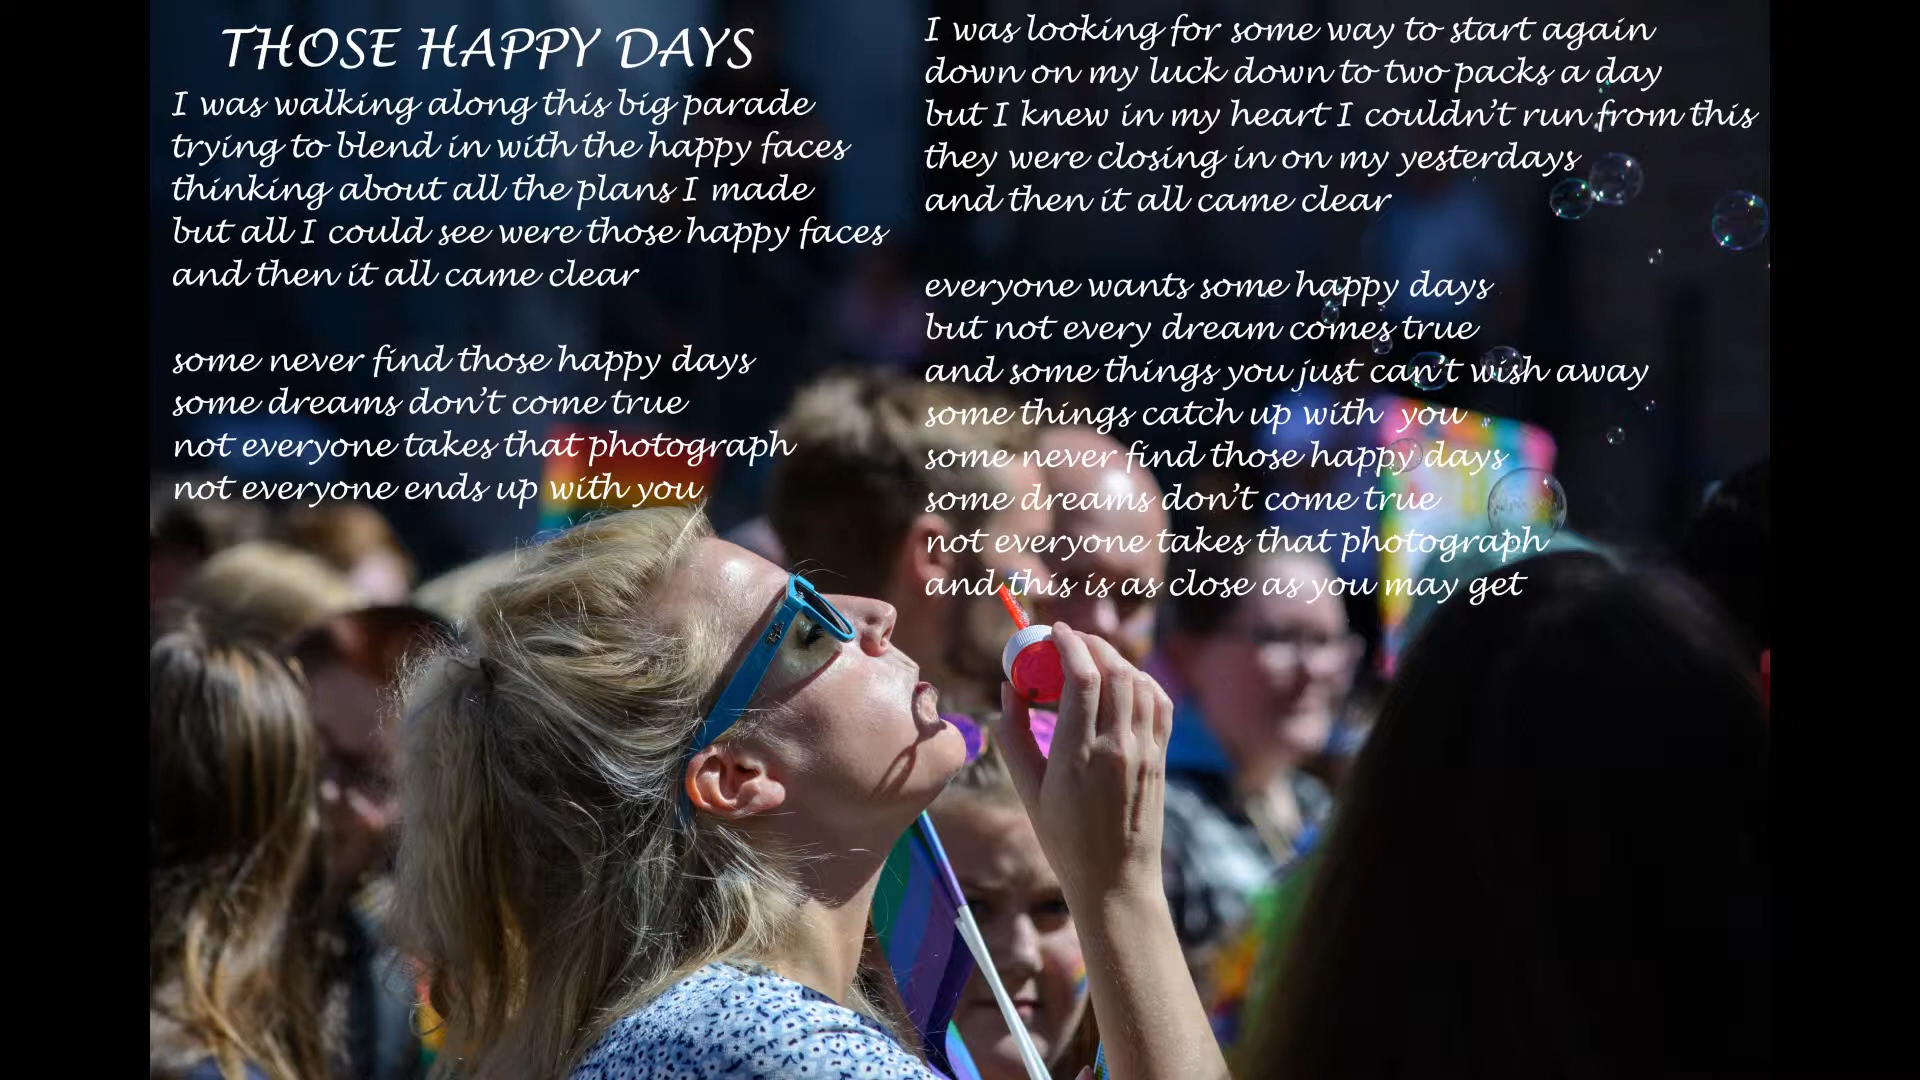 THOSE HAPPY DAYS
I was walking along this big parade
trying to blend in with the happy faces
thinking about all the plans I made
but all I could see were those happy faces
and then it all came clear
some never find those happy days
some dreams don't come true
not everyone takes that photograph
not everyone ends up with you
I was looking for some way to start again
down on my luck down to two packs a day
but I knew in my heart I couldn't run from this
they were closing in on my yesterdays
and then it all came clear
everyone wants some happy days
but not every dream comes true
and some things you just can't wish away
some things catch up with you
some never find those happy days
some dreams don't come true
not everyone takes that photograph
and this is as close as you may get